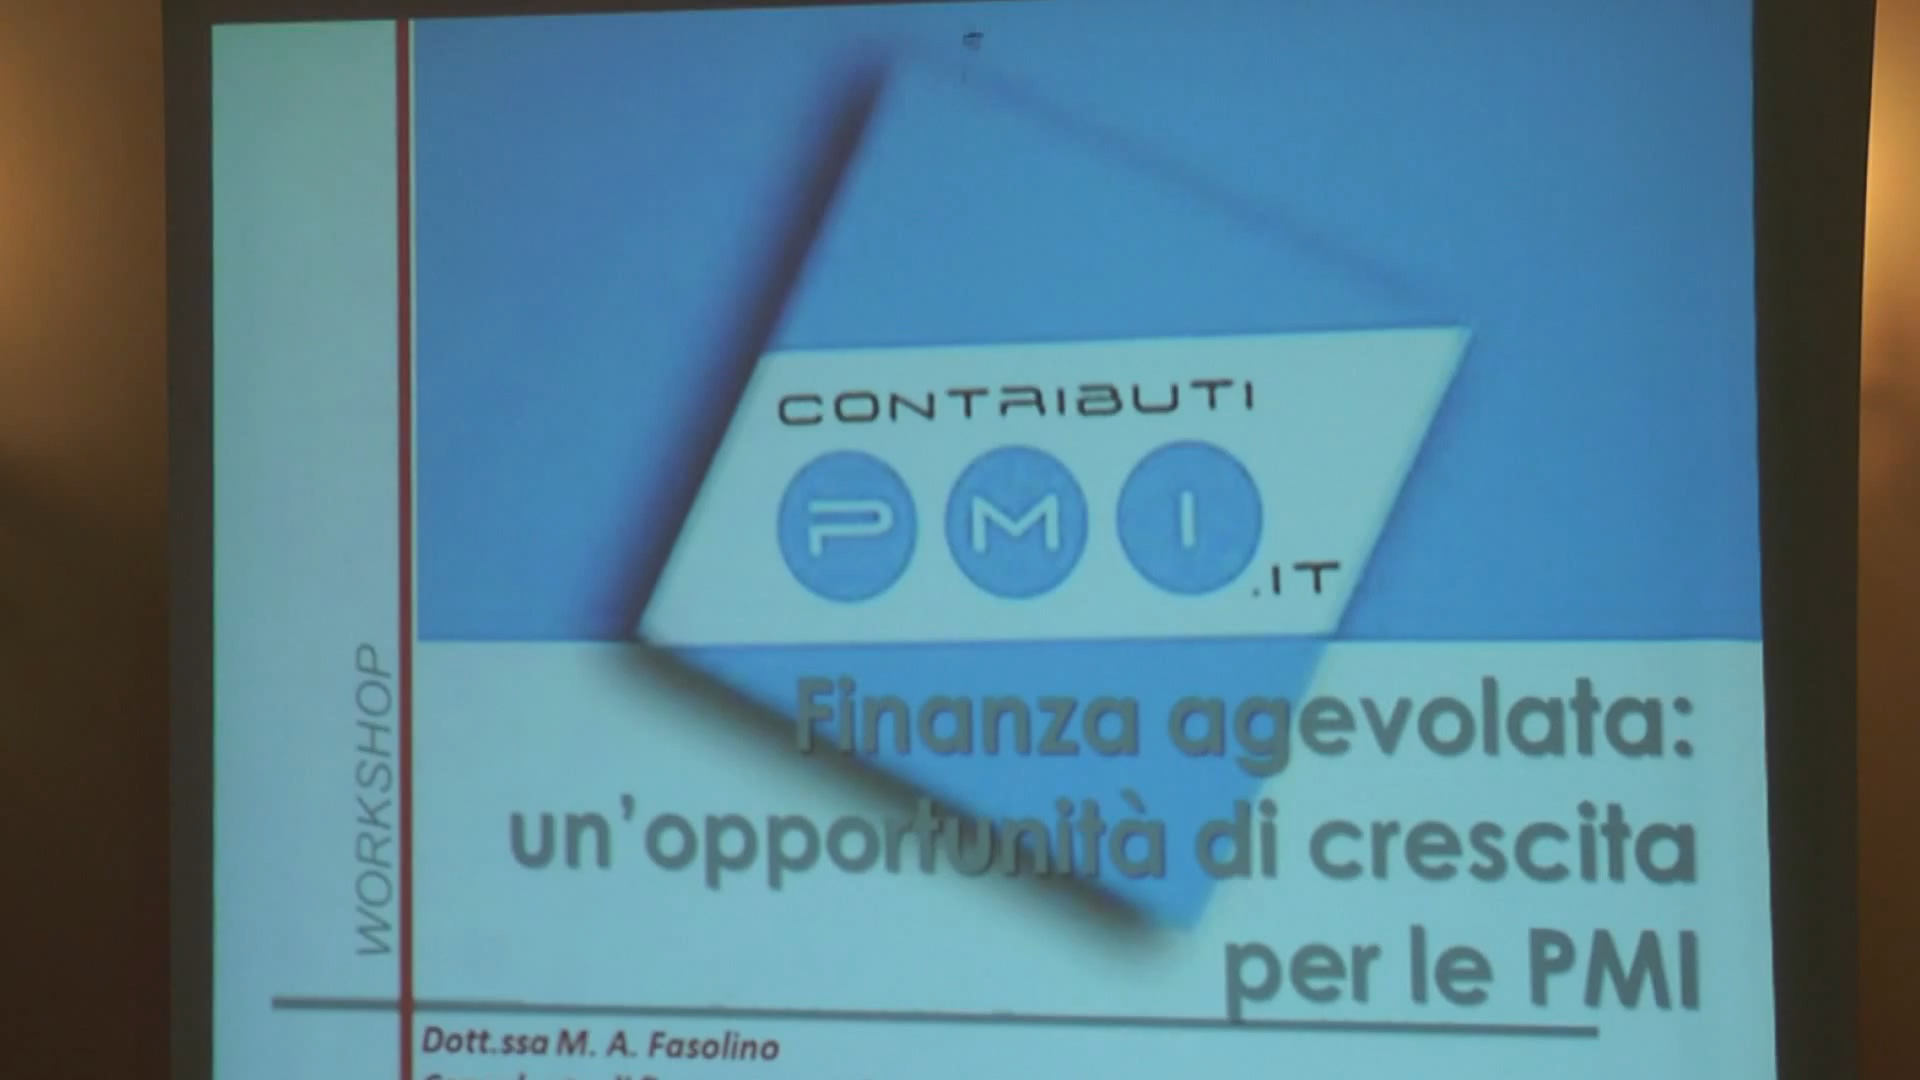 CONTRIBUTI
PMI
.IT
WORKSHOP
Finanza agevolata:
un'opportunità di crescita
per le PMI
Dott.ssa M. A. Fasolino